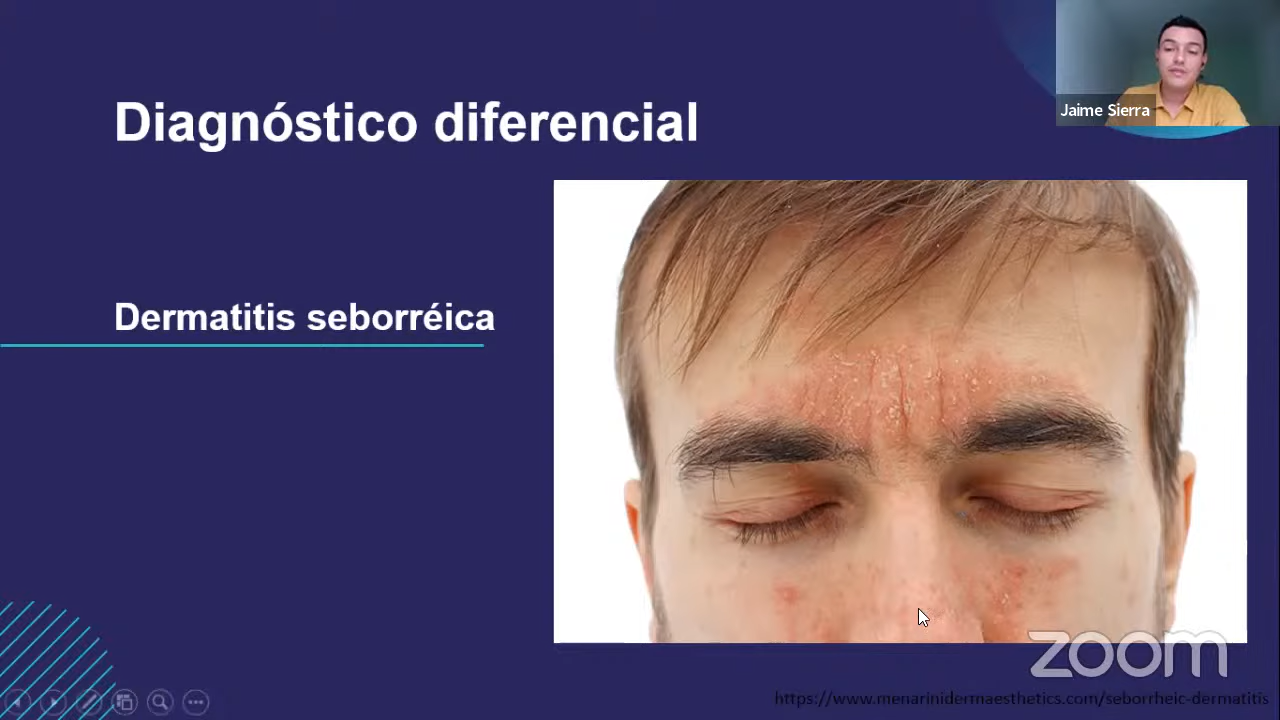 Jaime Sierra
Diagnóstico diferencial
Dermatitis seborréica
zoom
https://www.menarinidermaesthetics.com/seborrheic-dermatitis